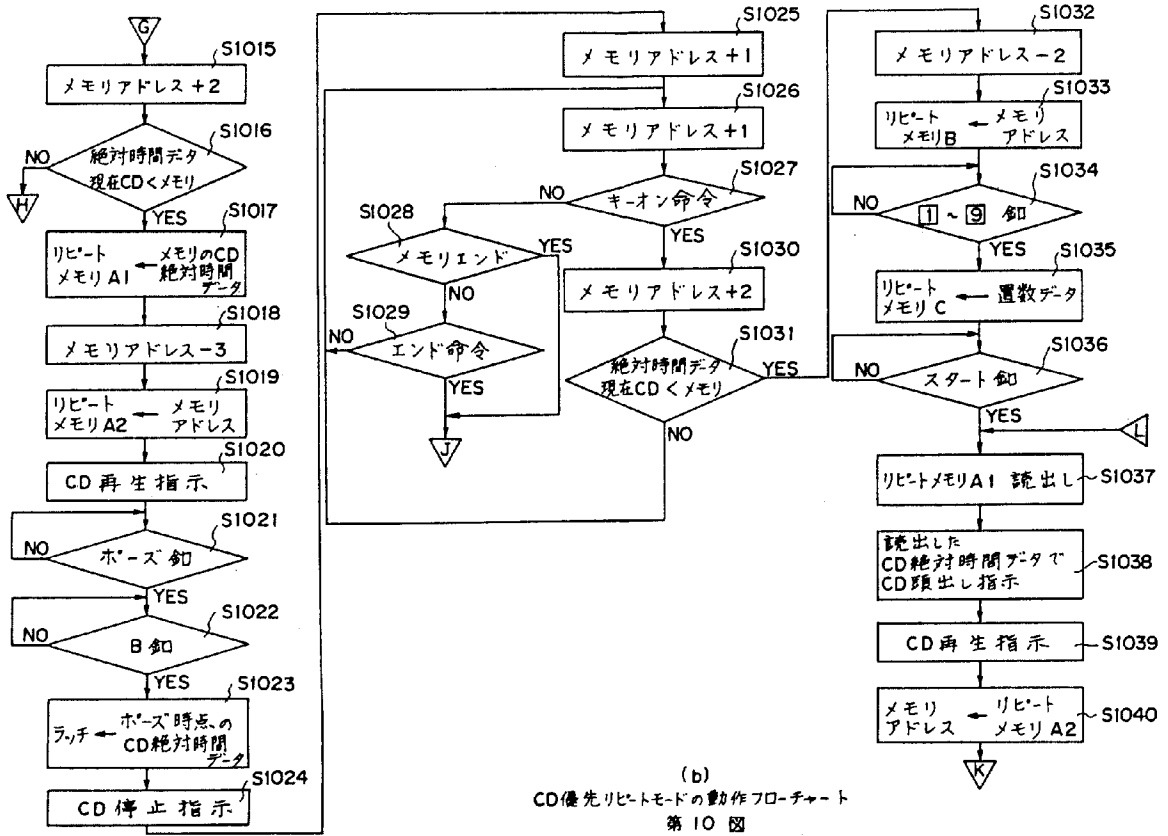 G
S1015
メモリアドレス+2
S1016
絶対時間データ
現在CD<メモリ
NO
H
YES
S1017
リピート
メモリA1
←
メモリのCD
絶対時間
データ
S1018
メモリアドレス-3
S1019
リピート
メモリA2
←
メモリ
アドレス
S1020
CD再生指示
S1021
NO
ポーズ釦
YES
S1022
NO
B釦
YES
S1023
ラッチ
←
ポーズ時点の
CD絶対時間
データ
S1024
CD停止指示
S1025
メモリアドレス+1
S1026
メモリアドレス+1
S1027
NO
キーオン命令
YES
S1028
メモリエンド
YES
NO
S1029
NO
エンド命令
YES
J
S1030
メモリアドレス+2
S1031
絶対時間データ
現在CD<メモリ
YES
NO
S1032
メモリアドレス-2
S1033
リピート
メモリB
←
メモリ
アドレス
S1034
NO
1~9 釦
YES
S1035
リピート
メモリC
←
置数データ
S1036
NO
スタート釦
YES
L
リピートメモリA1 読出し
S1037
読出した
CD絶対時間データで
CD頭出し指示
S1038
CD再生指示
S1039
メモリ
アドレス
←
リピート
メモリA2
S1040
K
(b)
CD優先リピートモードの動作フローチャート
第10図